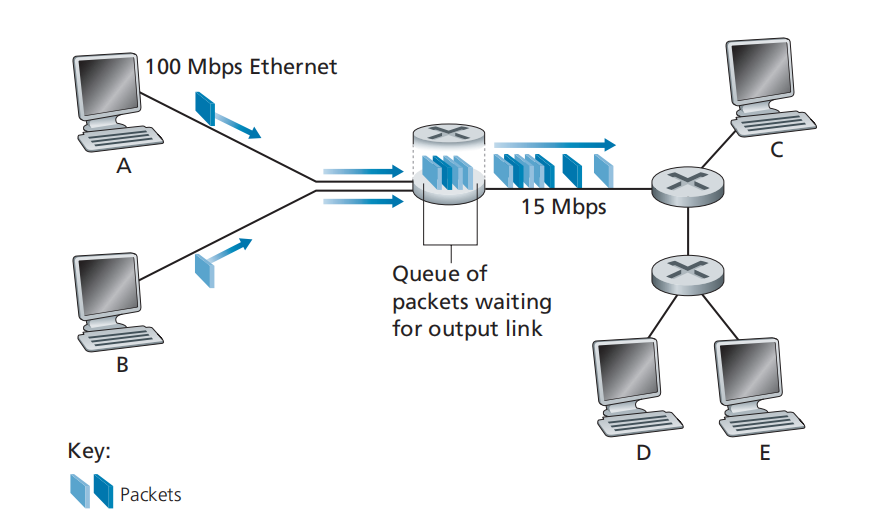 100 Mbps Ethernet
A
C
15 Mbps
Queue of
packets waiting
for output link
B
D
E
Key:
Packets